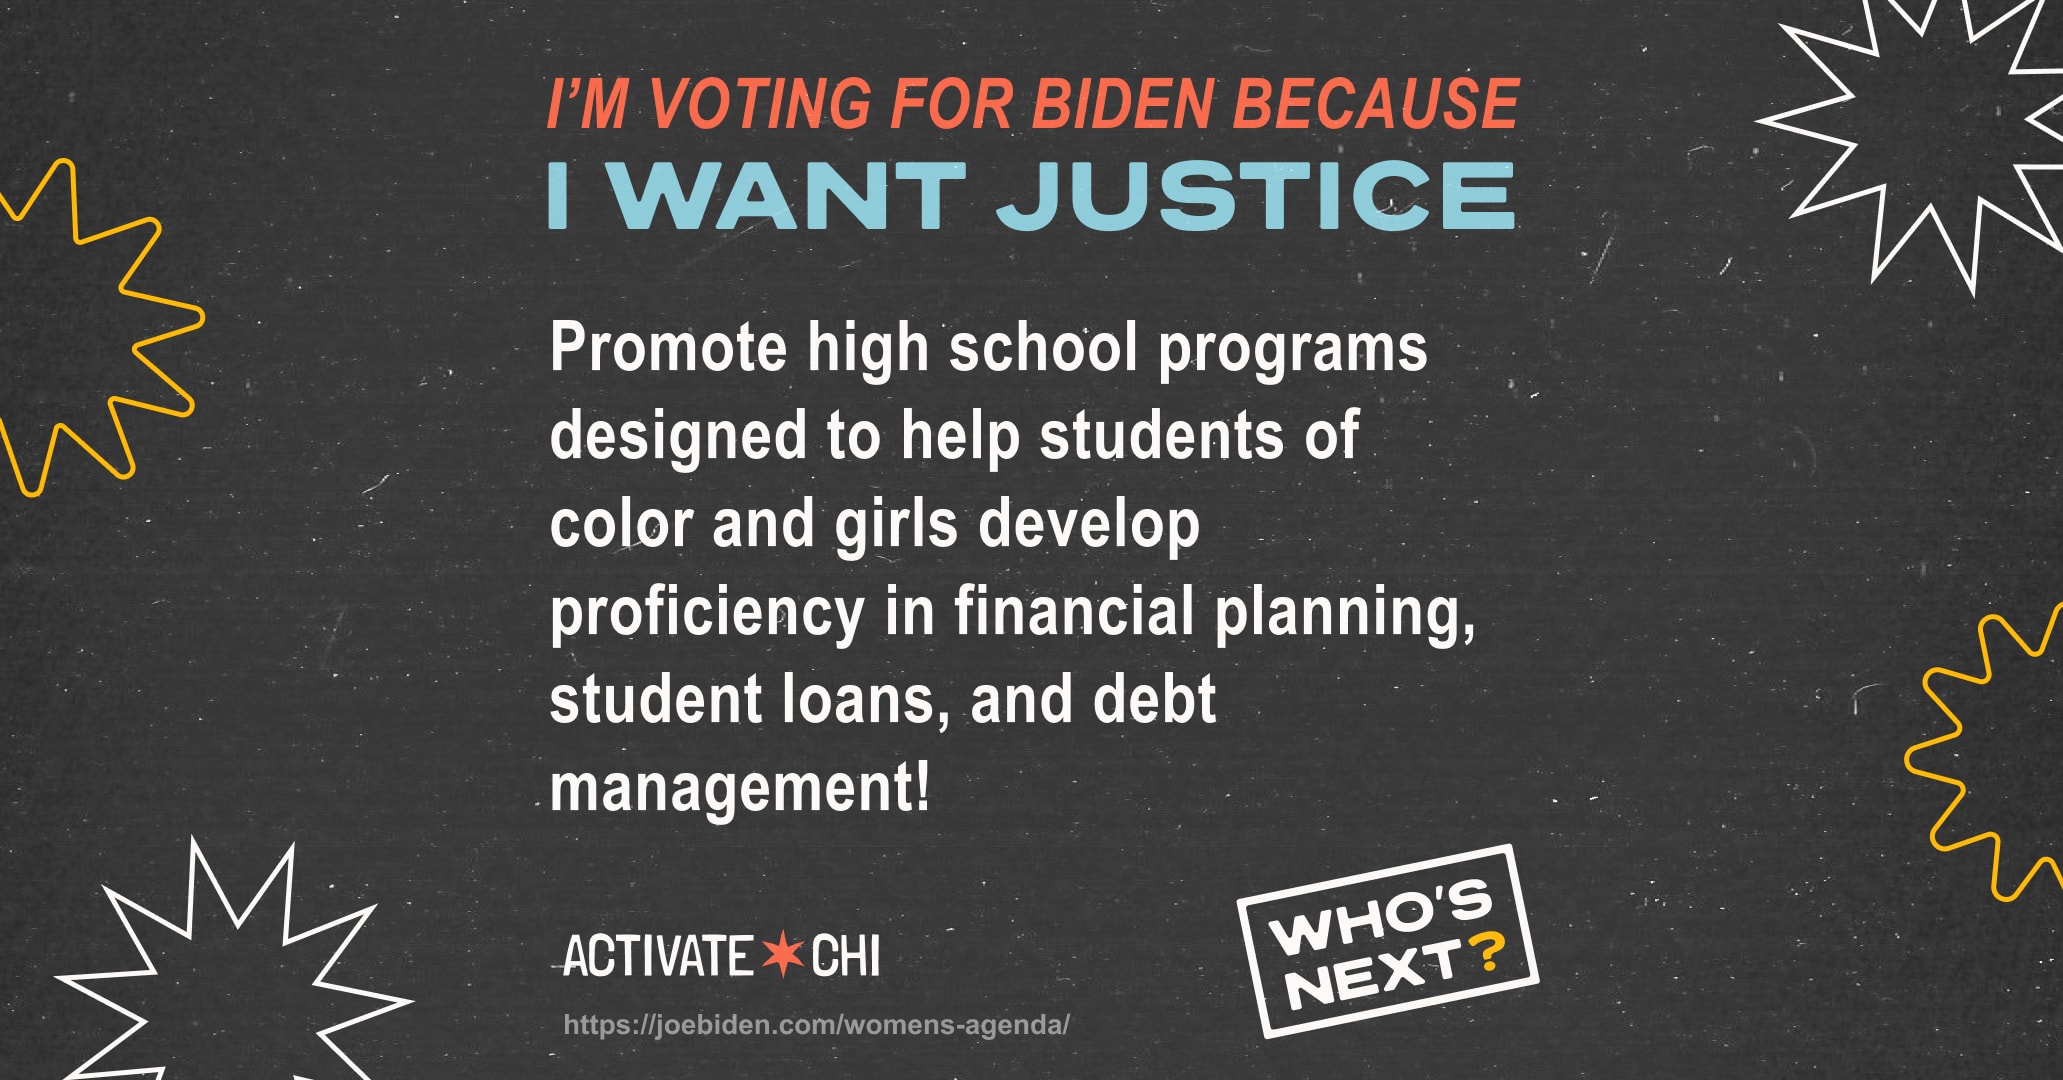 I'M VOTING FOR BIDEN BECAUSE
I WANT JUSTICE
Promote high school programs
designed to help students of
color and girls develop
proficiency in financial planning,
student loans, and debt
management!
ACTIVATE CHI
https://joebiden.com/womens-agenda/
WHO'S
NEXT?